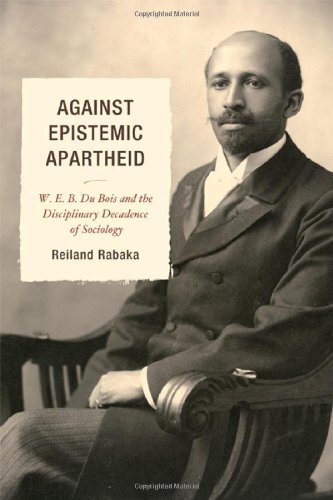 Copyrighted Material
AGAINST
EPISTEMIC
APARTHEID
W. E. B. Du Bois and the
Disciplinary Decadence
of Sociology
Reiland Rabaka
Copyrighted Material